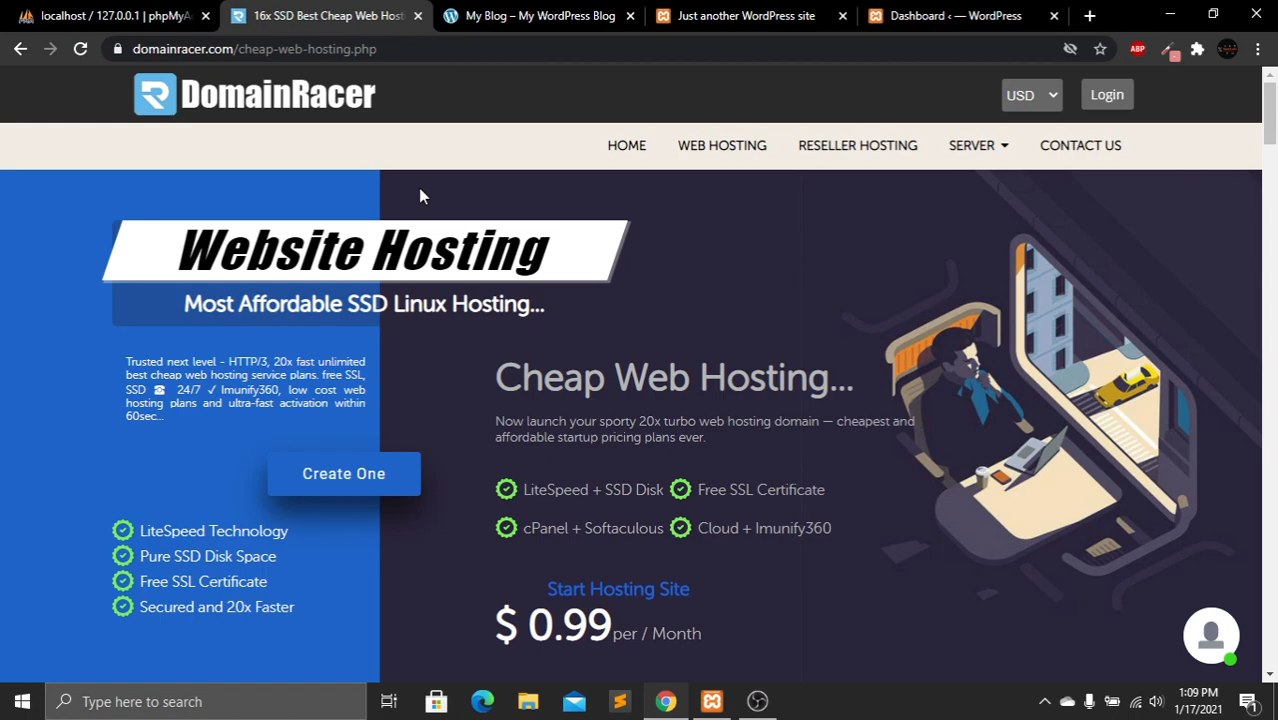 localhost / 127.0.0.1 | phpMyA
16x SSD Best Cheap Web Host
My Blog – My WordPress Blog
Just another WordPress site
Dashboard ‹ — WordPress
domainracer.com/cheap-web-hosting.php
ABP
DomainRacer
USD
Login
HOME
WEB HOSTING
RESELLER HOSTING
SERVER
CONTACT US
Website Hosting
Most Affordable SSD Linux Hosting...
Trusted next level - HTTP/3, 20x fast unlimited
best cheap web hosting service plans. free SSL,
SSD ☎ 24/7 ✓ Imunify360, low cost web
hosting plans and ultra-fast activation within
60sec...
Create One
LiteSpeed Technology
Pure SSD Disk Space
Free SSL Certificate
Secured and 20x Faster
Cheap Web Hosting...
Now launch your sporty 20x turbo web hosting domain — cheapest and
affordable startup pricing plans ever.
LiteSpeed + SSD Disk
Free SSL Certificate
cPanel + Softaculous
Cloud + Imunify360
Start Hosting Site
$ 0.99 per / Month
Type here to search
1:09 PM
1/17/2021
1